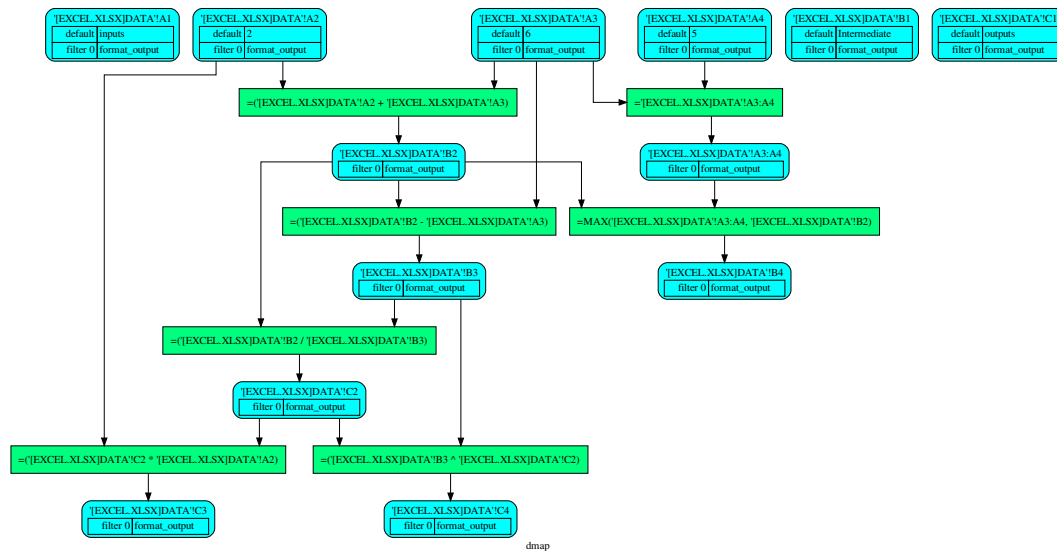 '[EXCEL.XLSX]DATA'!A1
default inputs
filter 0 format_output
'[EXCEL.XLSX]DATA'!A2
default 2
filter 0 format_output
'[EXCEL.XLSX]DATA'!A3
default 6
filter 0 format_output
'[EXCEL.XLSX]DATA'!A4
default 5
filter 0 format_output
'[EXCEL.XLSX]DATA'!B1
default Intermediate
filter 0 format_output
'[EXCEL.XLSX]DATA'!C1
default outputs
filter 0 format_output
=('[EXCEL.XLSX]DATA'!A2 + '[EXCEL.XLSX]DATA'!A3)
='[EXCEL.XLSX]DATA'!A3:A4
'[EXCEL.XLSX]DATA'!B2
filter 0 format_output
'[EXCEL.XLSX]DATA'!A3:A4
filter 0 format_output
=('[EXCEL.XLSX]DATA'!B2 - '[EXCEL.XLSX]DATA'!A3)
=MAX('[EXCEL.XLSX]DATA'!A3:A4, '[EXCEL.XLSX]DATA'!B2)
'[EXCEL.XLSX]DATA'!B3
filter 0 format_output
'[EXCEL.XLSX]DATA'!B4
filter 0 format_output
=('[EXCEL.XLSX]DATA'!B2 / '[EXCEL.XLSX]DATA'!B3)
'[EXCEL.XLSX]DATA'!C2
filter 0 format_output
=('[EXCEL.XLSX]DATA'!C2 * '[EXCEL.XLSX]DATA'!A2)
=('[EXCEL.XLSX]DATA'!B3 ^ '[EXCEL.XLSX]DATA'!C2)
'[EXCEL.XLSX]DATA'!C3
filter 0 format_output
'[EXCEL.XLSX]DATA'!C4
filter 0 format_output
dmap